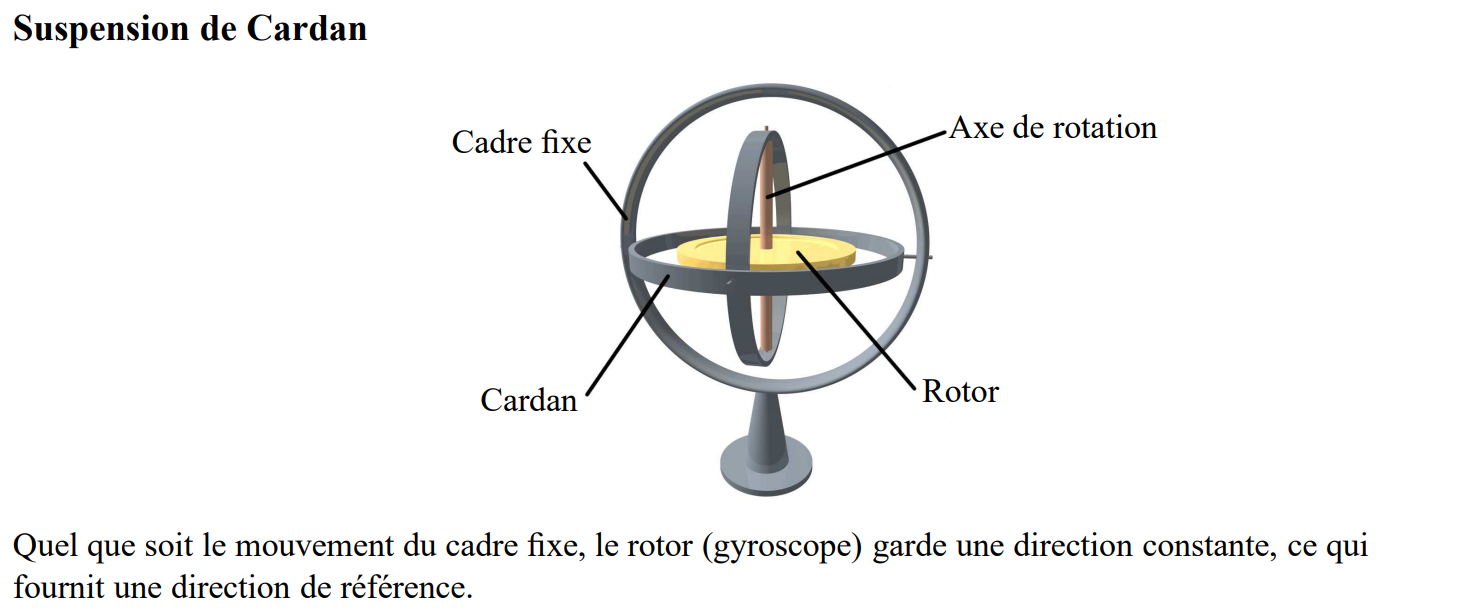 Suspension de Cardan
Axe de rotation
Cadre fixe
Rotor
Cardan
Quel que soit le mouvement du cadre fixe, le rotor (gyroscope) garde une direction constante, ce qui
fournit une direction de référence.